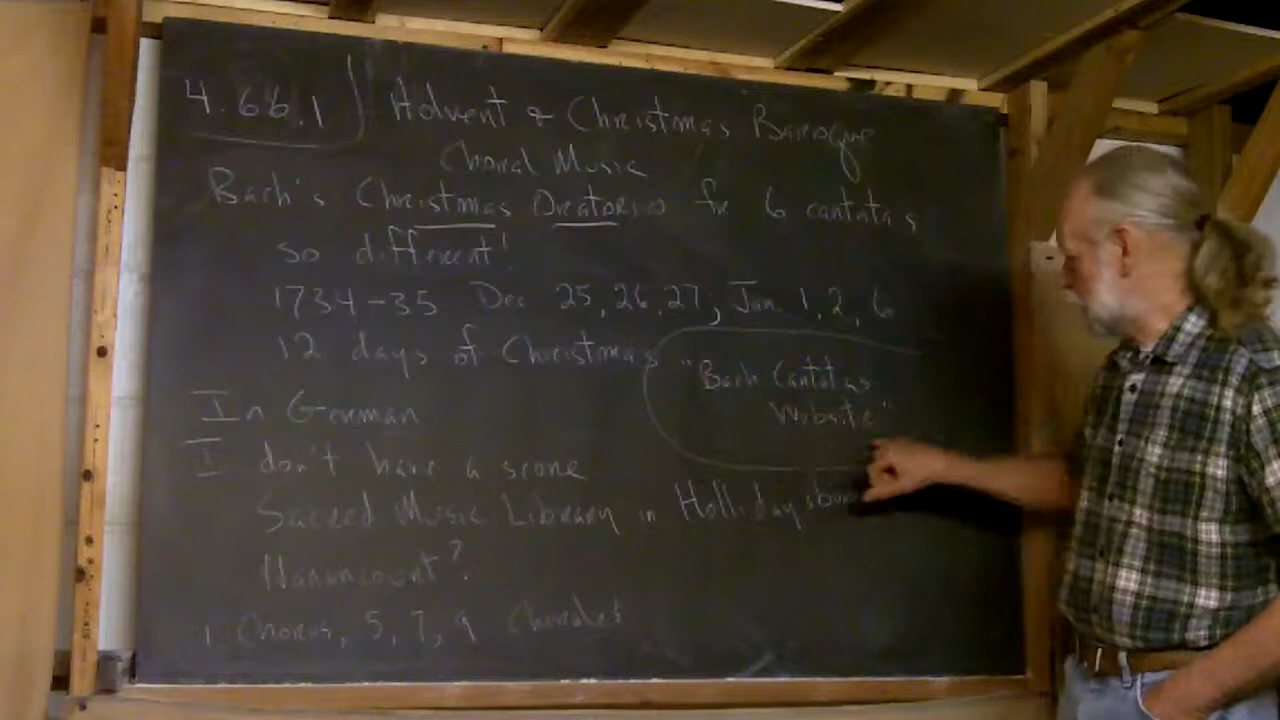 4.66.1) Advent & Christmas Baroque
Choral Music
Bach's Christmas Oratorio for 6 cantatas
so different!
1734-35 Dec 25, 26, 27; Jan 1, 2, 6
12 days of Christmas
"Bach Cantatas
Website"
In German
I don't have a score
Sacred Music Library in Hollidaysburg
Harnoncourt?
1 Chorus, 5, 7, 9 Chorales